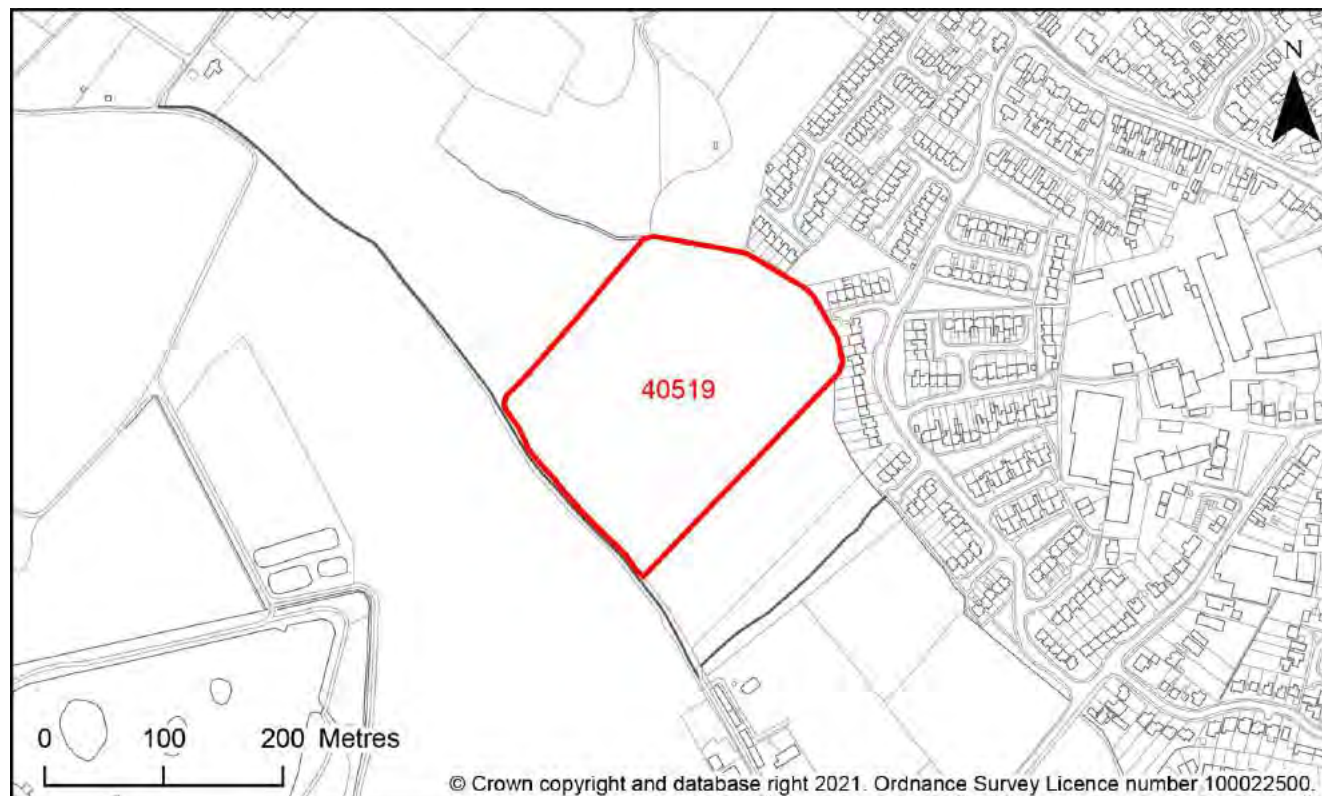 N
40519
0 100 200 Metres
© Crown copyright and database right 2021. Ordnance Survey Licence number 100022500.